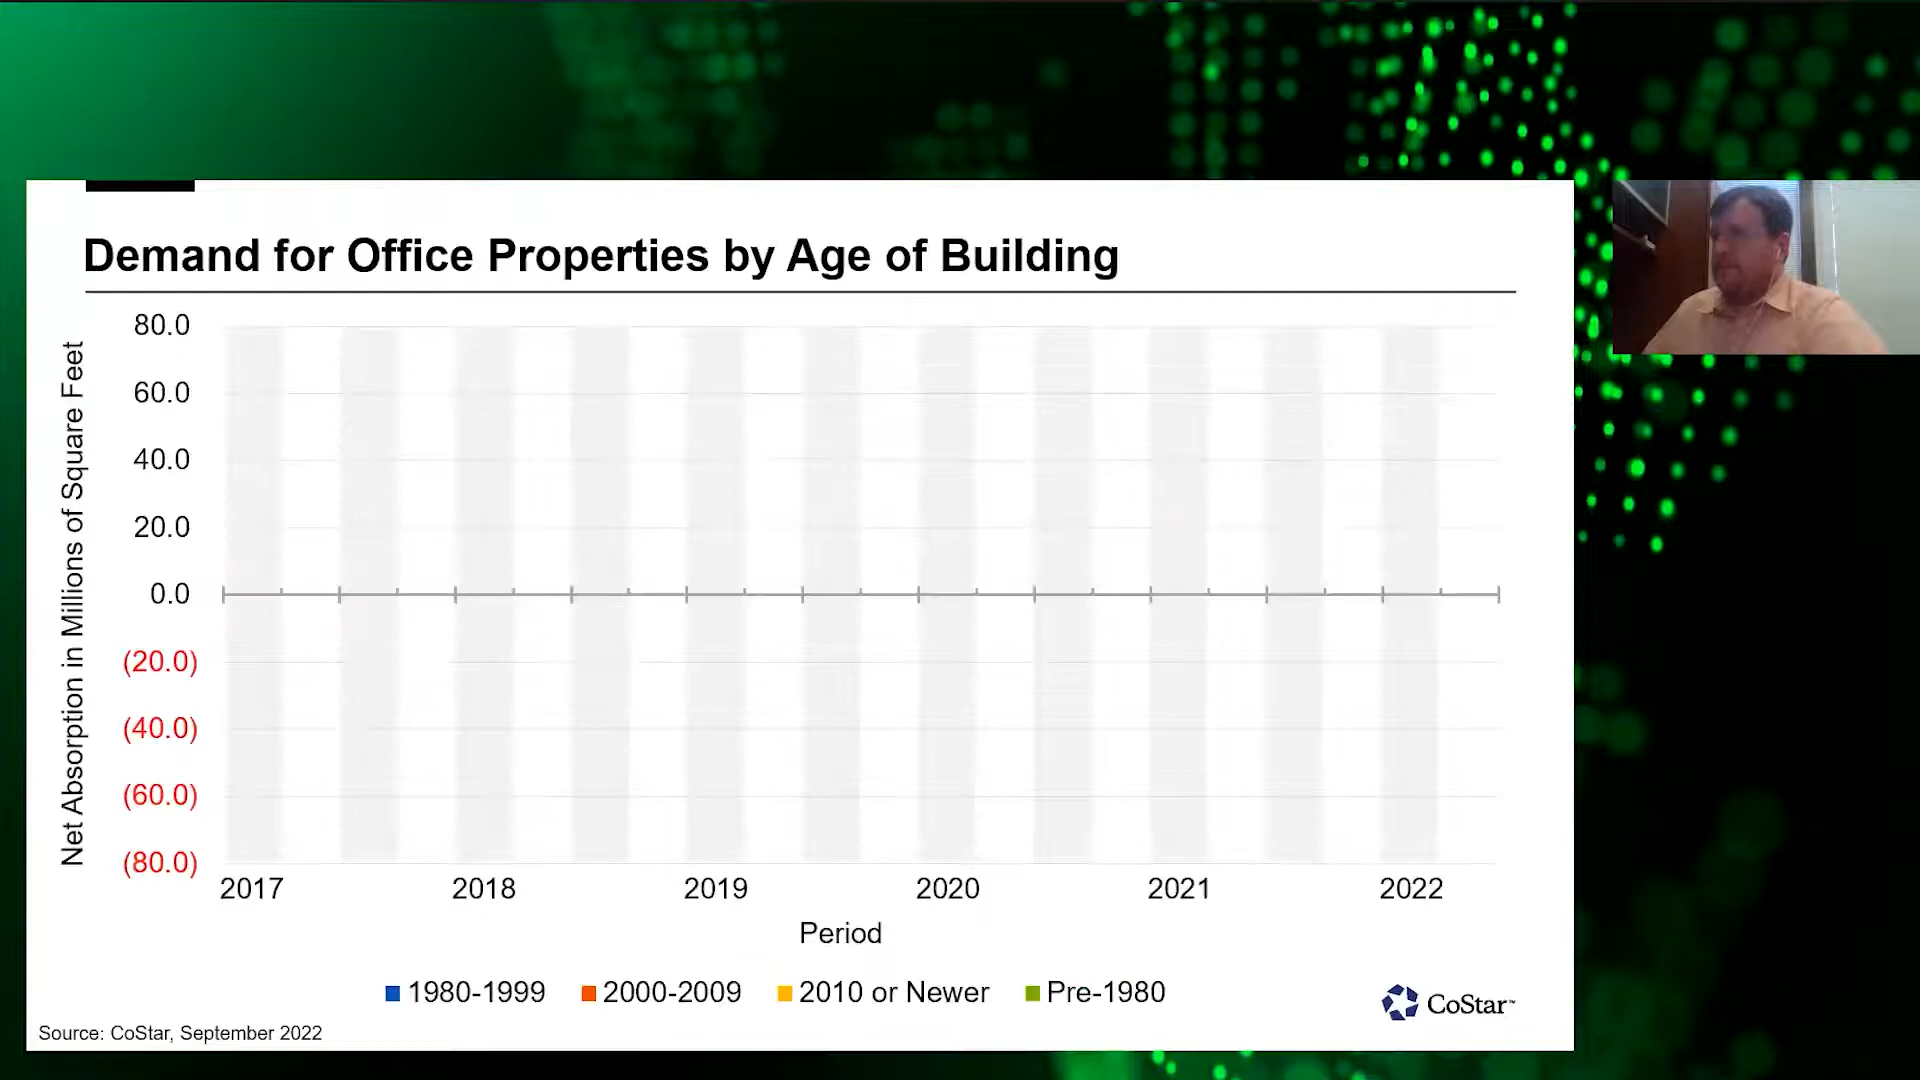 Demand for Office Properties by Age of Building
Net Absorption in Millions of Square Feet
80.0
60.0
40.0
20.0
0.0
(20.0)
(40.0)
(60.0)
(80.0)
2017 2018 2019 2020 2021 2022
Period
1980-1999 2000-2009 2010 or Newer Pre-1980
CoStar™
Source: CoStar, September 2022